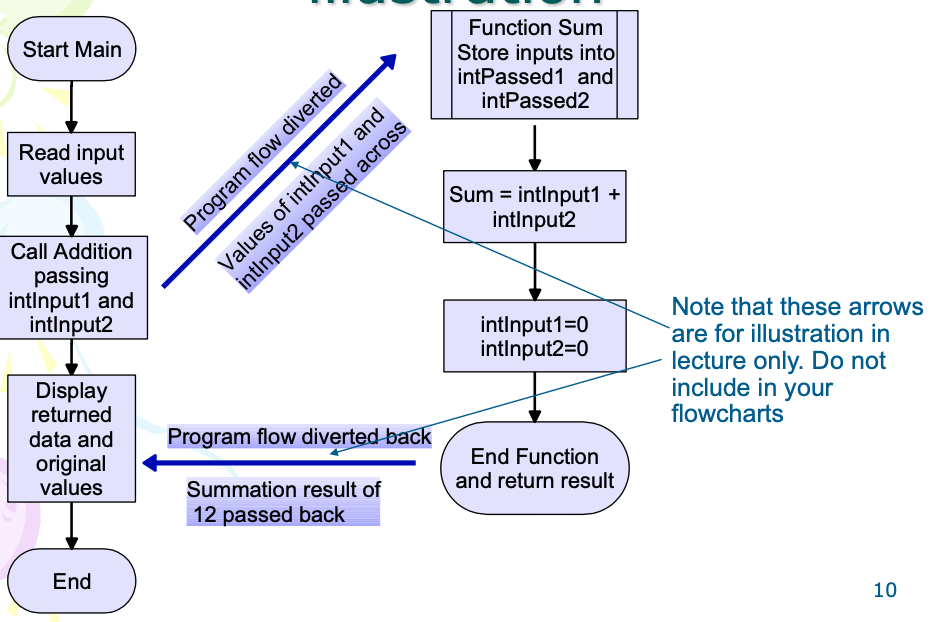 Illustration
Start Main
Read input
values
Call Addition
passing
intInput1 and
intInput2
Display
returned
data and
original
values
End
Program flow diverted
Values of intInput1 and
intInput2 passed across
Function Sum
Store inputs into
intPassed1 and
intPassed2
Sum = intInput1 +
intInput2
intInput1=0
intInput2=0
End Function
and return result
Program flow diverted back
Summation result of
12 passed back
Note that these arrows
are for illustration in
lecture only. Do not
include in your
flowcharts
10